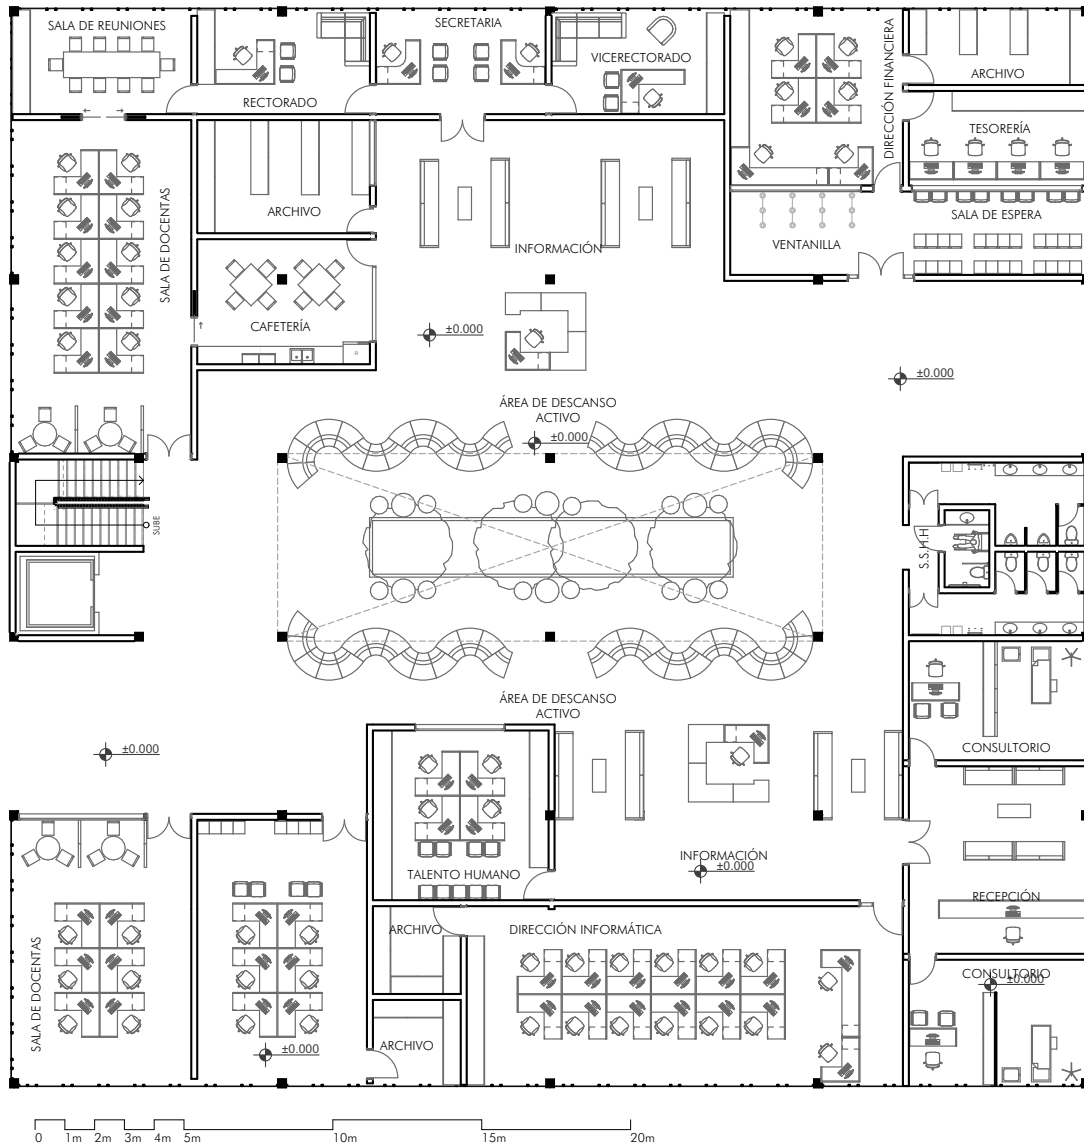 SALA DE REUNIONES
SECRETARIA
VICERECTORADO
RECTORADO
DIRECCIÓN FINANCIERA
ARCHIVO
TESORERÍA
SALA DE DOCENTAS
ARCHIVO
INFORMACIÓN
VENTANILLA
SALA DE ESPERA
CAFETERÍA
±0.000
±0.000
ÁREA DE DESCANSO
ACTIVO
±0.000
SUBE
S.S.H.H
ÁREA DE DESCANSO
ACTIVO
±0.000
CONSULTORIO
TALENTO HUMANO
INFORMACIÓN
±0.000
RECEPCIÓN
SALA DE DOCENTAS
ARCHIVO
DIRECCIÓN INFORMÁTICA
CONSULTORIO
±0.000
±0.000
ARCHIVO
0 1m 2m 3m 4m 5m 10m 15m 20m